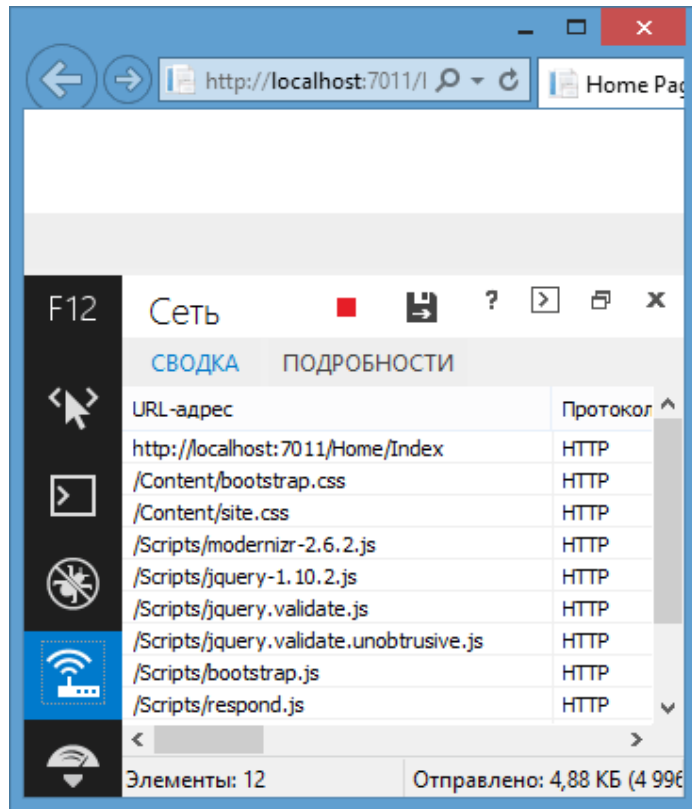 http://localhost:7011/ Home Pag
F12 Сеть ?
СВОДКА ПОДРОБНОСТИ
URL-адрес Протокол
http://localhost:7011/Home/Index HTTP
/Content/bootstrap.css HTTP
/Content/site.css HTTP
/Scripts/modernizr-2.6.2.js HTTP
/Scripts/jquery-1.10.2.js HTTP
/Scripts/jquery.validate.js HTTP
/Scripts/jquery.validate.unobtrusive.js HTTP
/Scripts/bootstrap.js HTTP
/Scripts/respond.js HTTP
Элементы: 12 Отправлено: 4,88 КБ (4 996